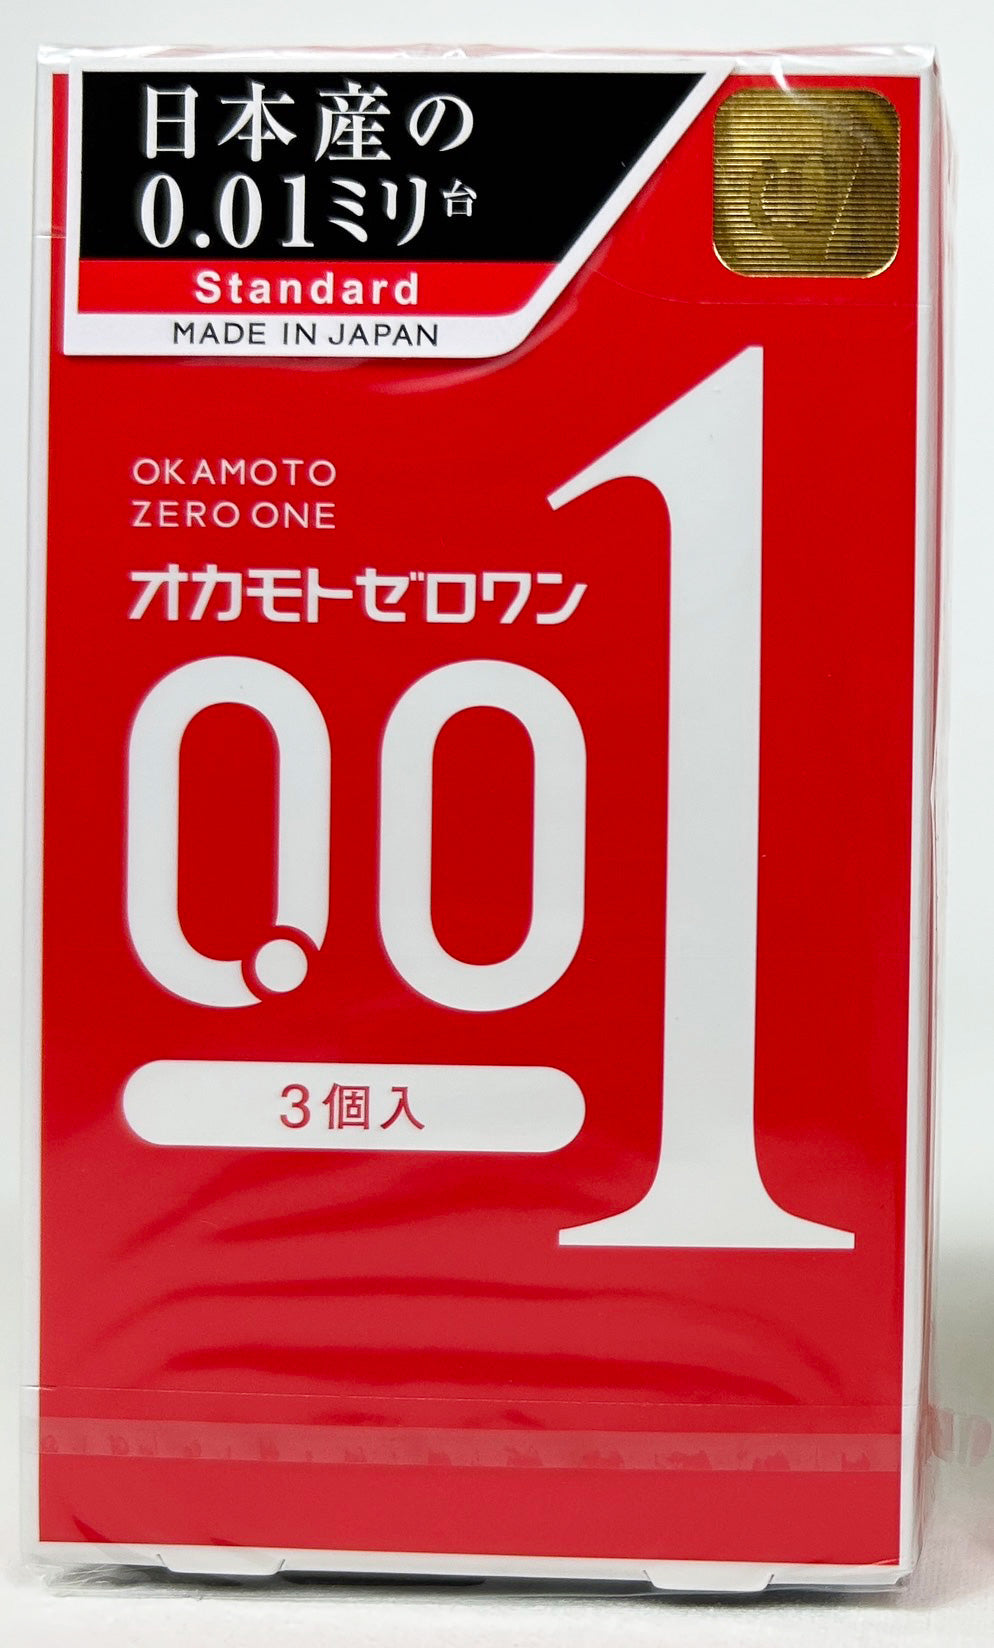 日本産の
0.01ミリ台
Standard
MADE IN JAPAN
OKAMOTO
ZERO ONE
オカモトゼロワン
0.01
3個入